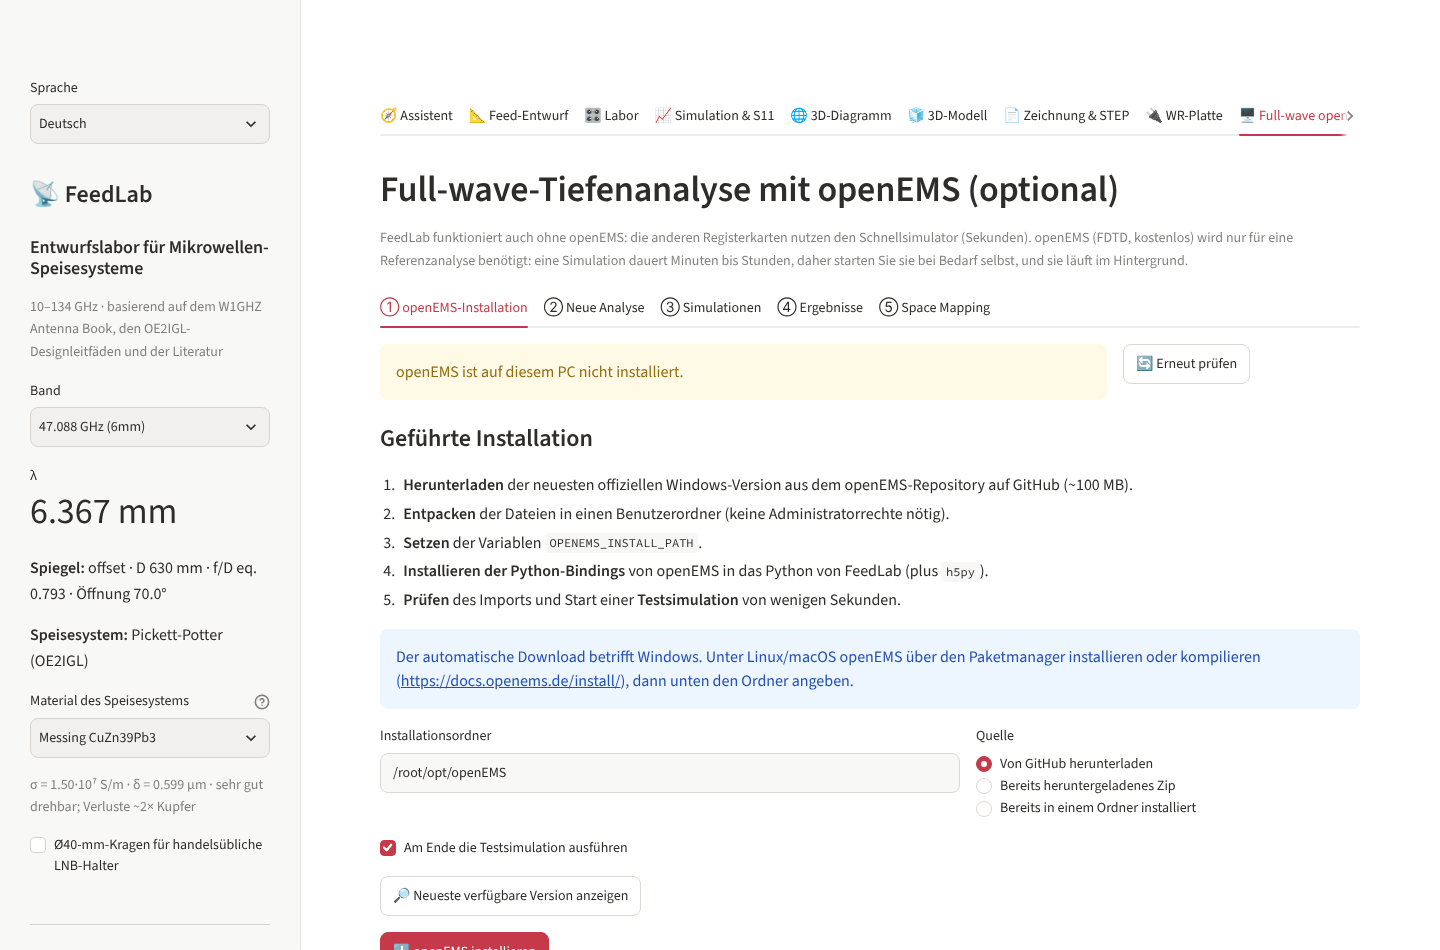 Sprache
Deutsch
📡 FeedLab
Entwurfslabor für Mikrowellen-
Speisesysteme
10–134 GHz · basierend auf dem W1GHZ
Antenna Book, den OE2IGL-
Designleitfäden und der Literatur
Band
47.088 GHz (6mm)
λ
6.367 mm
Spiegel: offset · D 630 mm · f/D eq.
0.793 · Öffnung 70.0°
Speisesystem: Pickett-Potter
(OE2IGL)
Material des Speisesystems
Messing CuZn39Pb3
σ = 1.50·10⁷ S/m · δ = 0.599 µm · sehr gut
drehbar; Verluste ~2× Kupfer
Ø40-mm-Kragen für handelsübliche
LNB-Halter
🧭 Assistent 📐 Feed-Entwurf 🎛️ Labor 📈 Simulation & S11 🌐 3D-Diagramm 🧊 3D-Modell 📄 Zeichnung & STEP 🔌 WR-Platte 🖥️ Full-wave open
Full-wave-Tiefenanalyse mit openEMS (optional)
FeedLab funktioniert auch ohne openEMS: die anderen Registerkarten nutzen den Schnellsimulator (Sekunden). openEMS (FDTD, kostenlos) wird nur für eine
Referenzanalyse benötigt: eine Simulation dauert Minuten bis Stunden, daher starten Sie sie bei Bedarf selbst, und sie läuft im Hintergrund.
① openEMS-Installation ② Neue Analyse ③ Simulationen ④ Ergebnisse ⑤ Space Mapping
openEMS ist auf diesem PC nicht installiert.
🔄 Erneut prüfen
Geführte Installation
1. Herunterladen der neuesten offiziellen Windows-Version aus dem openEMS-Repository auf GitHub (~100 MB).
2. Entpacken der Dateien in einen Benutzerordner (keine Administratorrechte nötig).
3. Setzen der Variablen OPENEMS_INSTALL_PATH.
4. Installieren der Python-Bindings von openEMS in das Python von FeedLab (plus h5py).
5. Prüfen des Imports und Start einer Testsimulation von wenigen Sekunden.
Der automatische Download betrifft Windows. Unter Linux/macOS openEMS über den Paketmanager installieren oder kompilieren
(https://docs.openems.de/install/), dann unten den Ordner angeben.
Installationsordner
/root/opt/openEMS
Quelle
Von GitHub herunterladen
Bereits heruntergeladenes Zip
Bereits in einem Ordner installiert
Am Ende die Testsimulation ausführen
🔎 Neueste verfügbare Version anzeigen
openEMS installieren